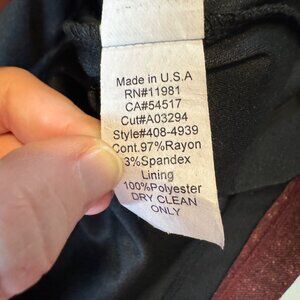 Made in U.S.A
RN#11981
CA#54517
Cut#A03294
Style#408-4939
Cont.97%Rayon
3%Spandex
Lining
100%Polyester
DRY CLEAN
ONLY